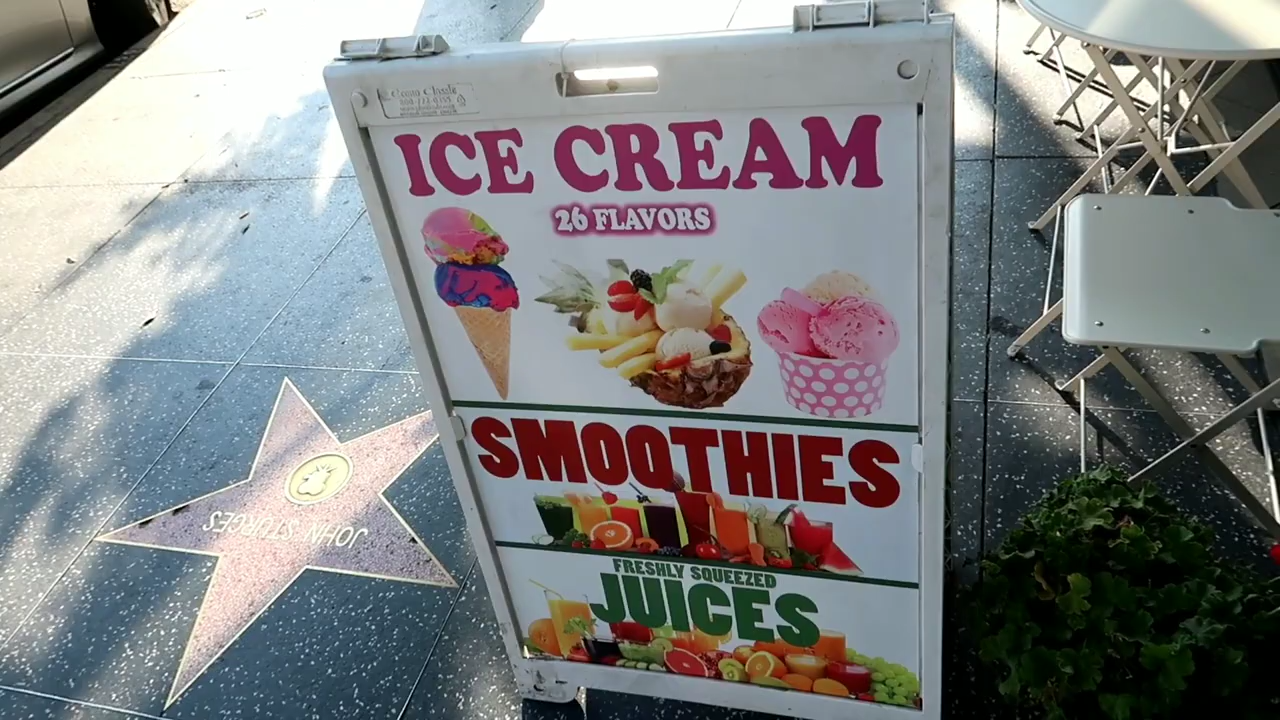 ICE CREAM
26 FLAVORS
SMOOTHIES
FRESHLY SQUEEZED
JUICES
JOHN STURGES